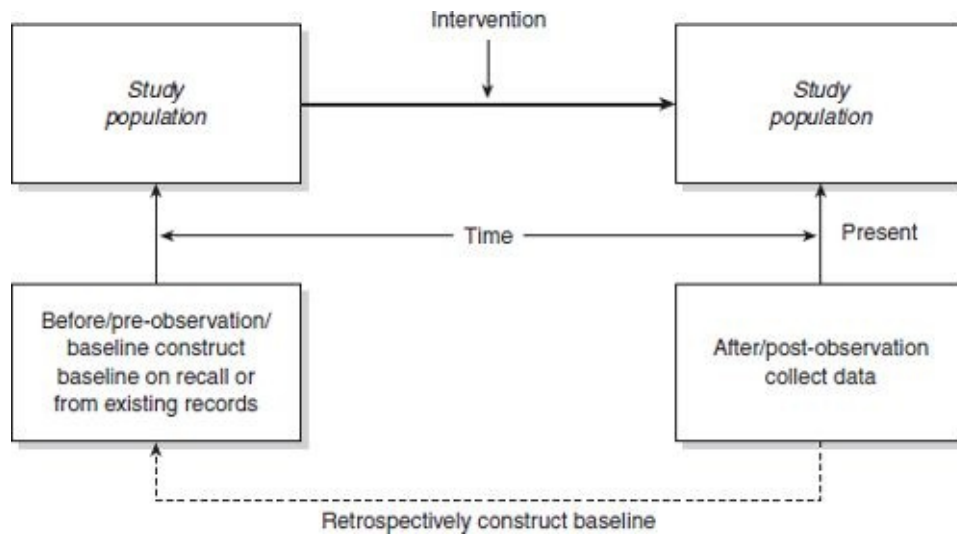 Intervention
Study
population
Study
population
Time
Present
Before/pre-observation/
baseline construct
baseline on recall or
from existing records
After/post-observation
collect data
Retrospectively construct baseline